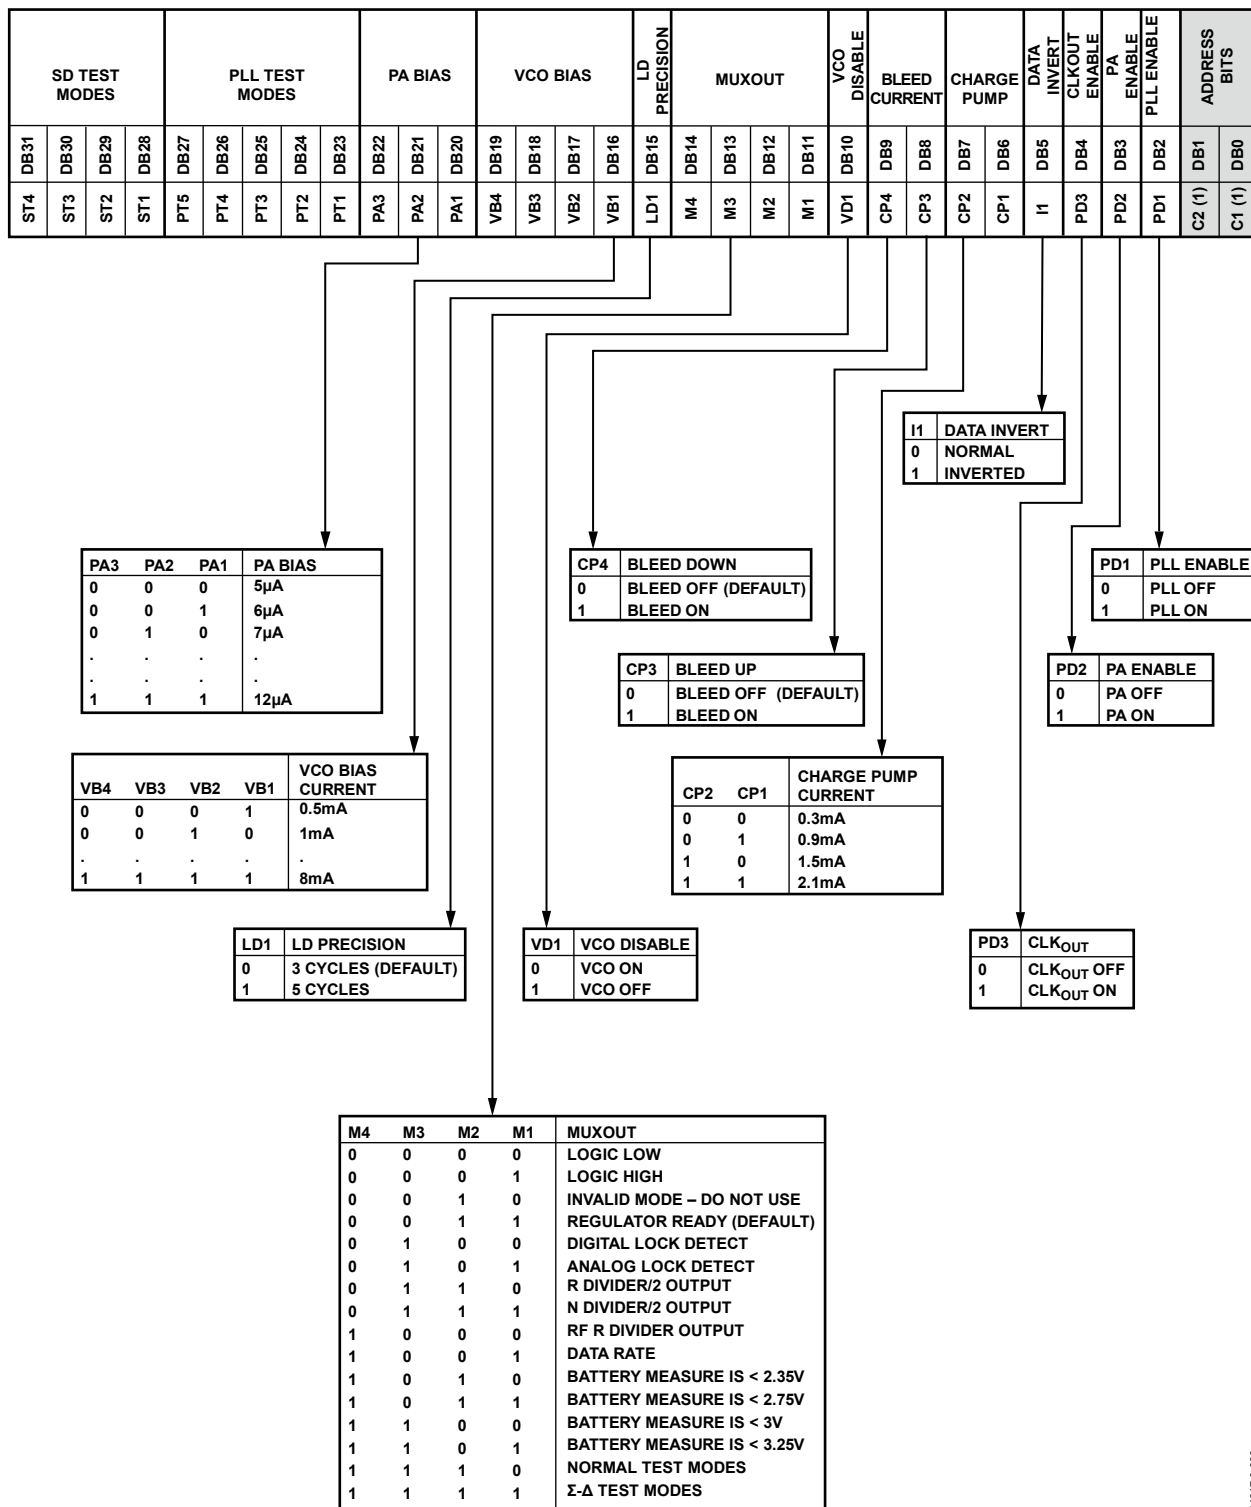 SD TEST MODES PLL TEST MODES PA BIAS VCO BIAS LD PRECISION MUXOUT VCO DISABLE BLEED CURRENT CHARGE PUMP DATA INVERT CLKOUT ENABLE PA ENABLE PLL ENABLE ADDRESS BITS
DB31 DB30 DB29 DB28 DB27 DB26 DB25 DB24 DB23 DB22 DB21 DB20 DB19 DB18 DB17 DB16 DB15 DB14 DB13 DB12 DB11 DB10 DB9 DB8 DB7 DB6 DB5 DB4 DB3 DB2 DB1 DB0
ST4 ST3 ST2 ST1 PT5 PT4 PT3 PT2 PT1 PA3 PA2 PA1 VB4 VB3 VB2 VB1 LD1 M4 M3 M2 M1 VD1 CP4 CP3 CP2 CP1 I1 PD3 PD2 PD1 C2 (1) C1 (1)
I1 DATA INVERT
0 NORMAL
1 INVERTED
PA3 PA2 PA1 PA BIAS
0 0 0 5µA
0 0 1 6µA
0 1 0 7µA
. . . .
. . . .
1 1 1 12µA
CP4 BLEED DOWN
0 BLEED OFF (DEFAULT)
1 BLEED ON
PD1 PLL ENABLE
0 PLL OFF
1 PLL ON
CP3 BLEED UP
0 BLEED OFF (DEFAULT)
1 BLEED ON
PD2 PA ENABLE
0 PA OFF
1 PA ON
VB4 VB3 VB2 VB1 VCO BIAS CURRENT
0 0 0 1 0.5mA
0 0 1 0 1mA
. . . . .
1 1 1 1 8mA
CP2 CP1 CHARGE PUMP CURRENT
0 0 0.3mA
0 1 0.9mA
1 0 1.5mA
1 1 2.1mA
LD1 LD PRECISION
0 3 CYCLES (DEFAULT)
1 5 CYCLES
VD1 VCO DISABLE
0 VCO ON
1 VCO OFF
PD3 CLKOUT
0 CLKOUT OFF
1 CLKOUT ON
M4 M3 M2 M1 MUXOUT
0 0 0 0 LOGIC LOW
0 0 0 1 LOGIC HIGH
0 0 1 0 INVALID MODE – DO NOT USE
0 0 1 1 REGULATOR READY (DEFAULT)
0 1 0 0 DIGITAL LOCK DETECT
0 1 0 1 ANALOG LOCK DETECT
0 1 1 0 R DIVIDER/2 OUTPUT
0 1 1 1 N DIVIDER/2 OUTPUT
1 0 0 0 RF R DIVIDER OUTPUT
1 0 0 1 DATA RATE
1 0 1 0 BATTERY MEASURE IS < 2.35V
1 0 1 1 BATTERY MEASURE IS < 2.75V
1 1 0 0 BATTERY MEASURE IS < 3V
1 1 0 1 BATTERY MEASURE IS < 3.25V
1 1 1 0 NORMAL TEST MODES
1 1 1 1 Σ-Δ TEST MODES